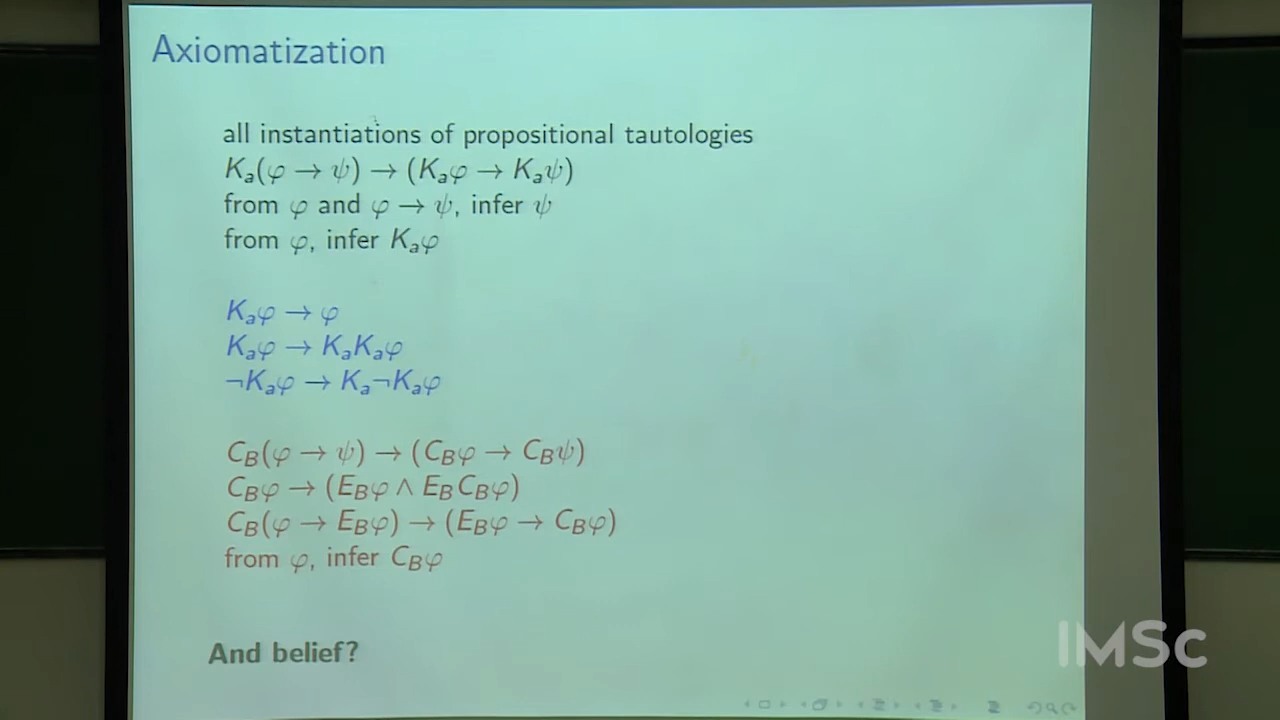 Axiomatization
all instantiations of propositional tautologies
Kₐ(φ → ψ) → (Kₐφ → Kₐψ)
from φ and φ → ψ, infer ψ
from φ, infer Kₐφ
Kₐφ → φ
Kₐφ → KₐKₐφ
¬Kₐφ → Kₐ¬Kₐφ
C_B(φ → ψ) → (C_Bφ → C_Bψ)
C_Bφ → (E_Bφ ∧ E_BC_Bφ)
C_B(φ → E_Bφ) → (E_Bφ → C_Bφ)
from φ, infer C_Bφ
And belief?
IMSc